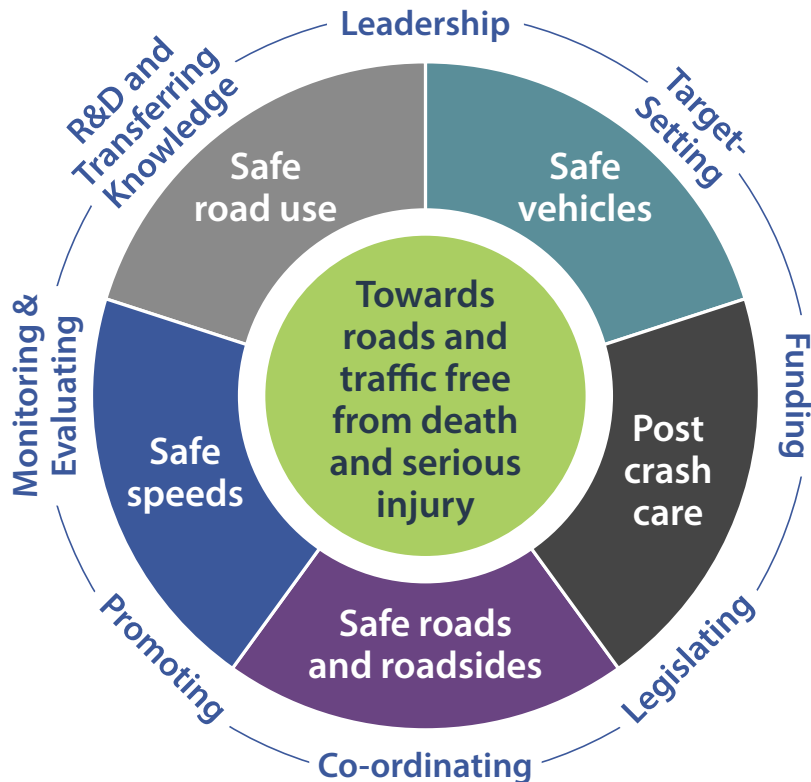 Leadership
Target-
Setting
Funding
Legislating
Co-ordinating
Promoting
Monitoring &
Evaluating
R&D and
Transferring
Knowledge
Safe
road use
Safe
vehicles
Post
crash
care
Safe roads
and roadsides
Safe
speeds
Towards
roads and
traffic free
from death
and serious
injury